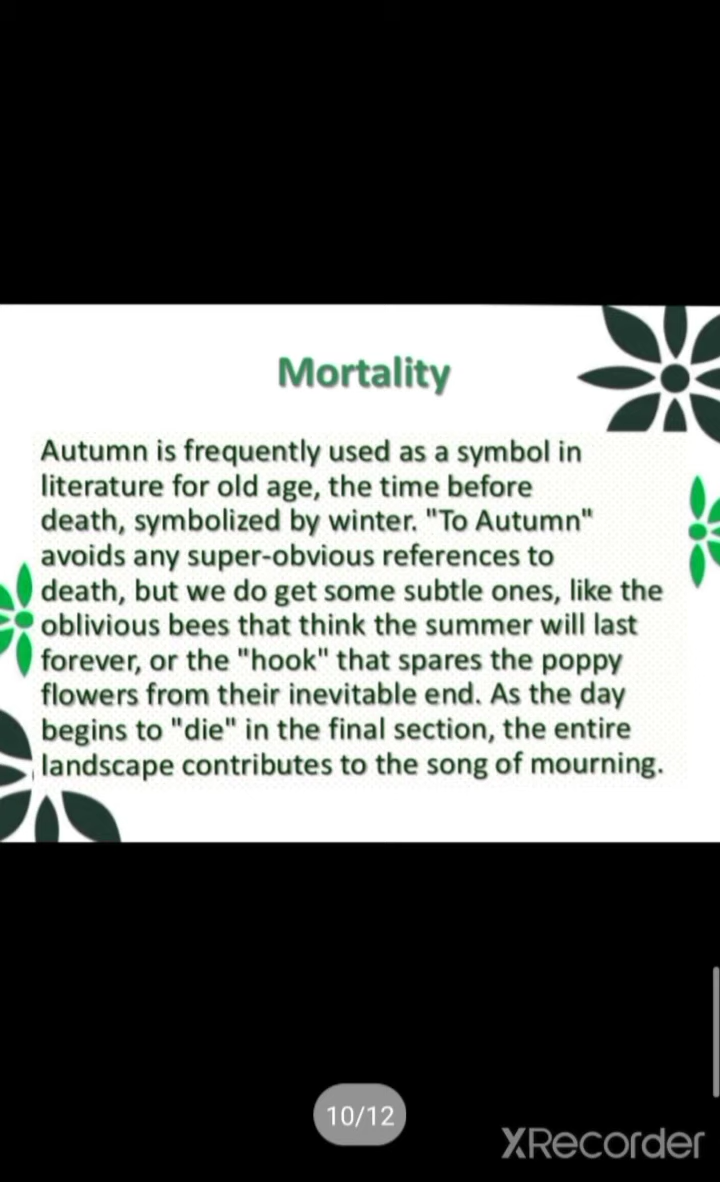 Mortality
Autumn is frequently used as a symbol in
literature for old age, the time before
death, symbolized by winter. "To Autumn"
avoids any super-obvious references to
death, but we do get some subtle ones, like the
oblivious bees that think the summer will last
forever, or the "hook" that spares the poppy
flowers from their inevitable end. As the day
begins to "die" in the final section, the entire
landscape contributes to the song of mourning.
10/12
XRecorder